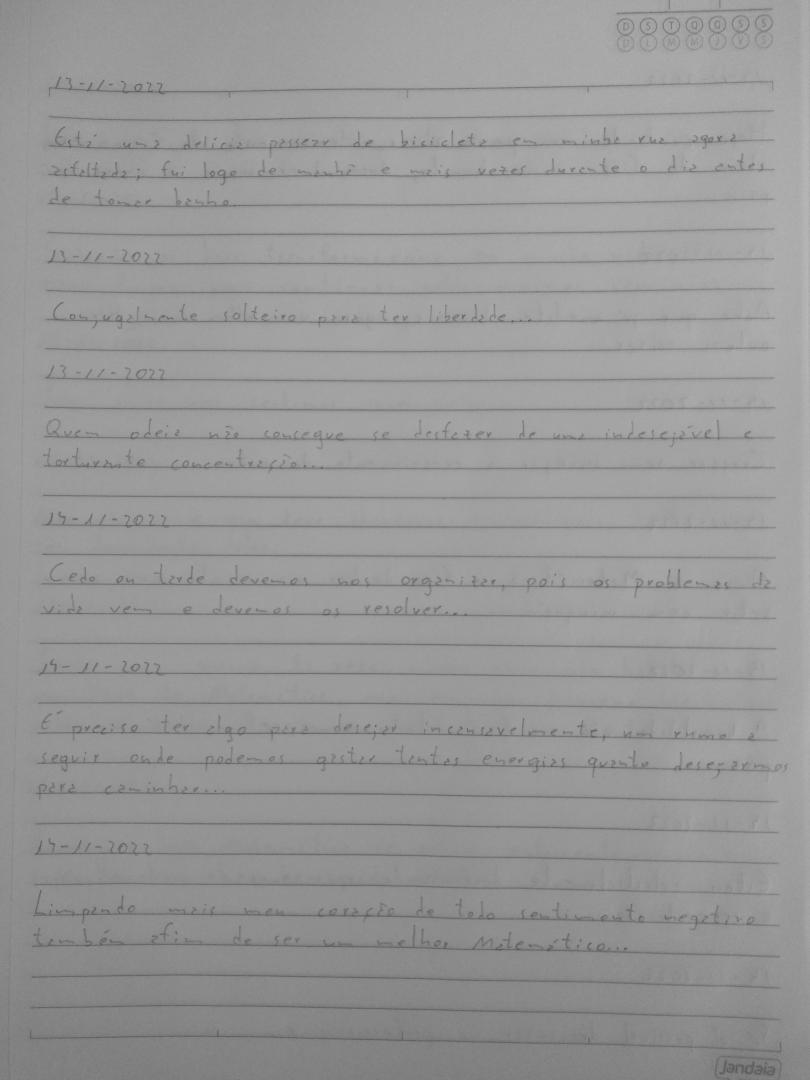 D S T Q Q S S
D L M M J V S
13-11-2022
Está uma delícia passear de bicicleta em minha rua agora
asfaltada; fui logo de manhã e mais vezes durante o dia antes
de tomar banho.
13-11-2022
Conjugalmente solteiro para ter liberdade...
13-11-2022
Quem odeia não consegue se desfazer de uma indesejável e
torturante concentração...
14-11-2022
Cedo ou tarde devemos nos organizar, pois os problemas da
vida vem e devemos os resolver...
14-11-2022
É preciso ter algo para desejar incansavelmente, um rumo a
seguir onde podemos gastar tantas energias quanto desejarmos
para caminhar...
14-11-2022
Limpando mais meu coração de todo sentimento negativo
também afim de ser um melhor Matemático...
Jandaia